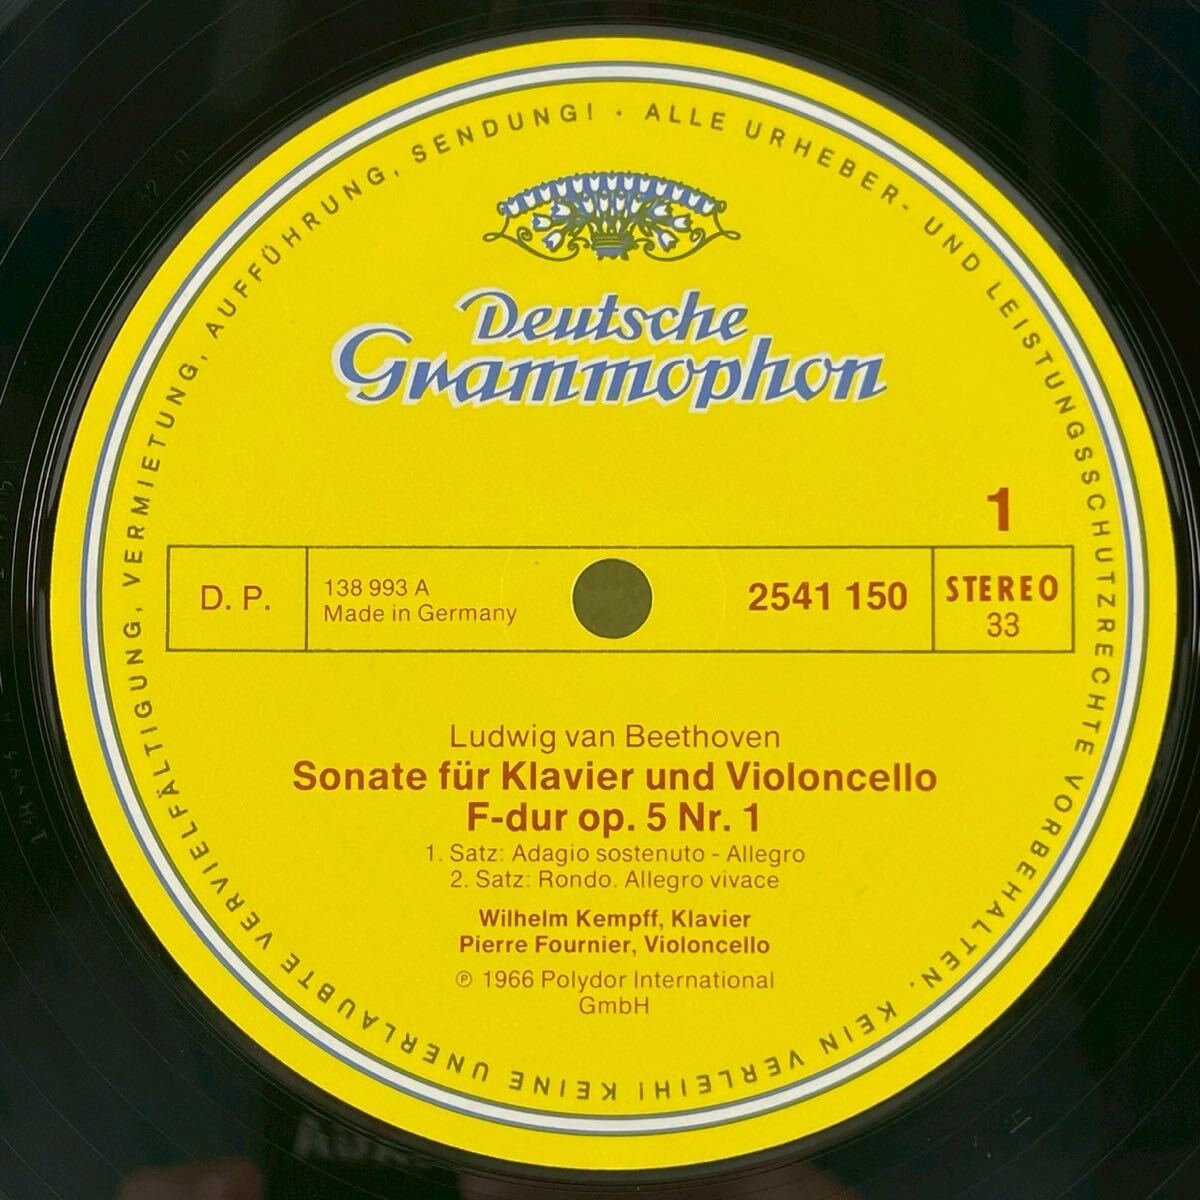 ALLE URHEBER- UND LEISTUNGSSCHUTZRECHTE VORBEHALTEN. KEIN VERLEIH! KEINE UNERLAUBTE VERVIELFÄLTIGUNG, VERMIETUNG, AUFFÜHRUNG, SENDUNG! ·
Deutsche
Grammophon
1
D. P.
138 993 A
Made in Germany
2541 150
STEREO
33
Ludwig van Beethoven
Sonate für Klavier und Violoncello
F-dur op. 5 Nr. 1
1. Satz: Adagio sostenuto - Allegro
2. Satz: Rondo. Allegro vivace
Wilhelm Kempff, Klavier
Pierre Fournier, Violoncello
℗ 1966 Polydor International
GmbH